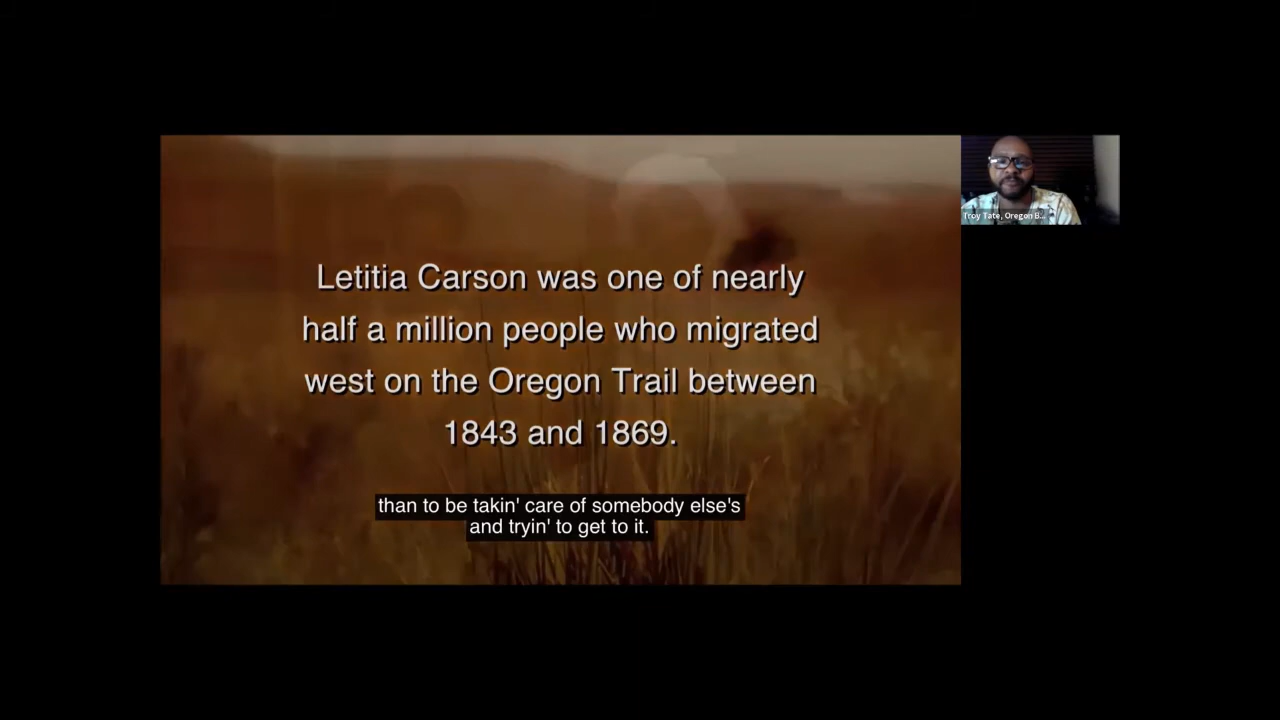 Letitia Carson was one of nearly
half a million people who migrated
west on the Oregon Trail between
1843 and 1869.
than to be takin' care of somebody else's
and tryin' to get to it.
Troy Tate, Oregon B...